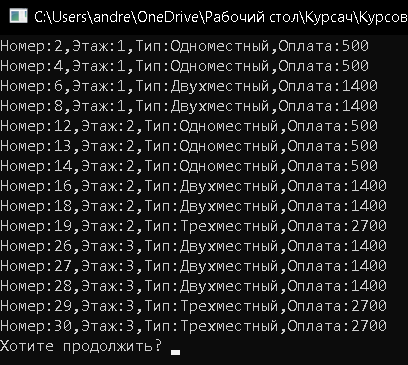 C:\Users\andre\OneDrive\Рабочий стол\Курсач\Курсов
Номер:2,Этаж:1,Тип:Одноместный,Оплата:500
Номер:4,Этаж:1,Тип:Одноместный,Оплата:500
Номер:6,Этаж:1,Тип:Двухместный,Оплата:1400
Номер:8,Этаж:1,Тип:Двухместный,Оплата:1400
Номер:12,Этаж:2,Тип:Одноместный,Оплата:500
Номер:13,Этаж:2,Тип:Одноместный,Оплата:500
Номер:14,Этаж:2,Тип:Одноместный,Оплата:500
Номер:16,Этаж:2,Тип:Двухместный,Оплата:1400
Номер:18,Этаж:2,Тип:Двухместный,Оплата:1400
Номер:19,Этаж:2,Тип:Трехместный,Оплата:2700
Номер:26,Этаж:3,Тип:Двухместный,Оплата:1400
Номер:27,Этаж:3,Тип:Двухместный,Оплата:1400
Номер:28,Этаж:3,Тип:Двухместный,Оплата:1400
Номер:29,Этаж:3,Тип:Трехместный,Оплата:2700
Номер:30,Этаж:3,Тип:Трехместный,Оплата:2700
Хотите продолжить?